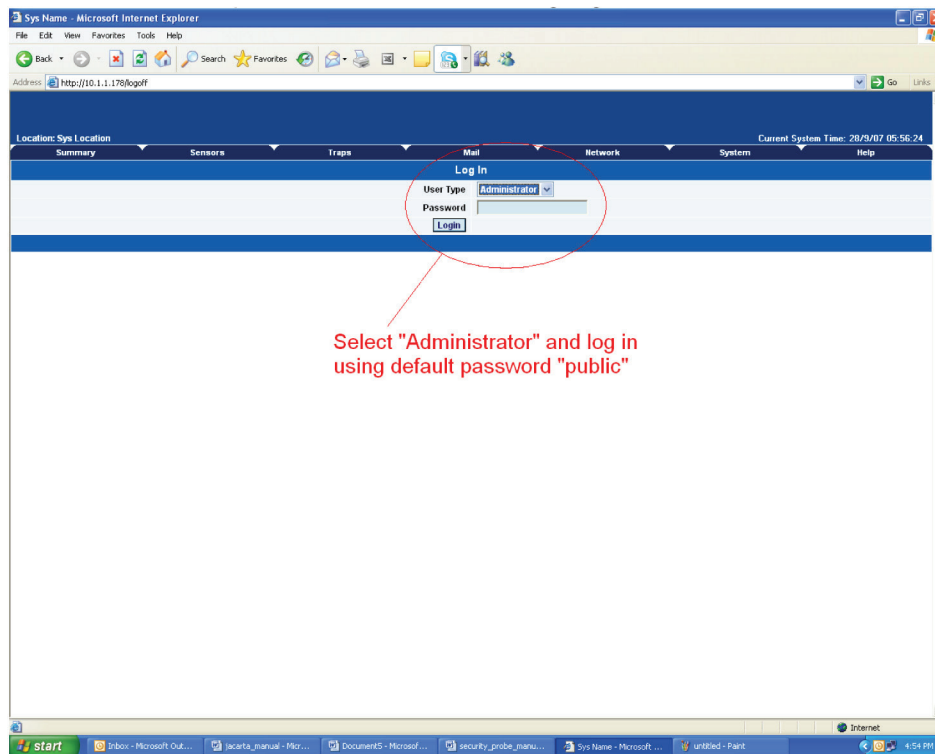 Sys Name - Microsoft Internet Explorer
File Edit View Favorites Tools Help
Back Search Favorites
Address http://10.1.1.178/logoff Go Links
Location: Sys Location Current System Time: 28/9/07 05:56:24
Summary Sensors Traps Mail Network System Help
Log In
User Type Administrator
Password
Login
Select "Administrator" and log in
using default password "public"
Internet
start Inbox - Microsoft Out... jacarta_manual - Micr... Document5 - Microsof... security_probe_manu... Sys Name - Microsoft ... untitled - Paint 4:54 PM